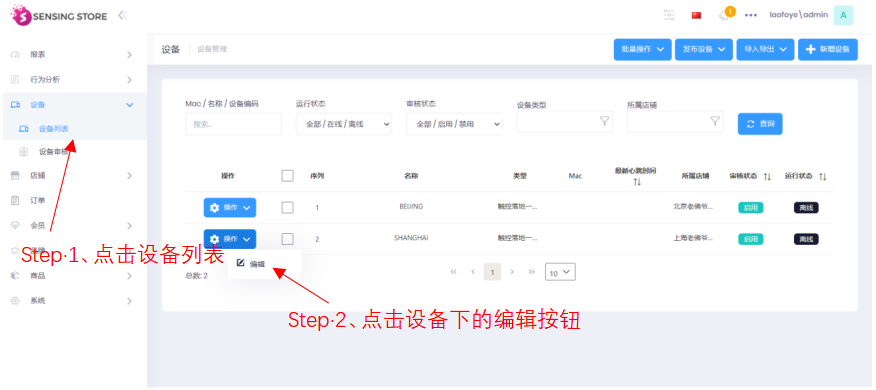 SENSING STORE
1
laofoye\admin
A
报表
设备
设备管理
批量操作
发布设备
导入导出
新增设备
行为分析
设备
Mac / 名称 / 设备编码
运行状态
审核状态
设备类型
所属店铺
搜索...
全部 / 在线 / 离线
全部 / 启用 / 禁用
查询
设备列表
设备审核
店铺
操作
序列
名称
类型
Mac
最新心跳时间
所属店铺
审核状态
运行状态
订单
操作
1
BEIJING
触控落地一...
北京老佛爷...
启用
离线
会员
操作
2
SHANGHAI
触控落地一...
上海老佛爷...
启用
离线
Step·1、点击设备列表
编辑
商品
总数: 2
1
10
系统
Step·2、点击设备下的编辑按钮